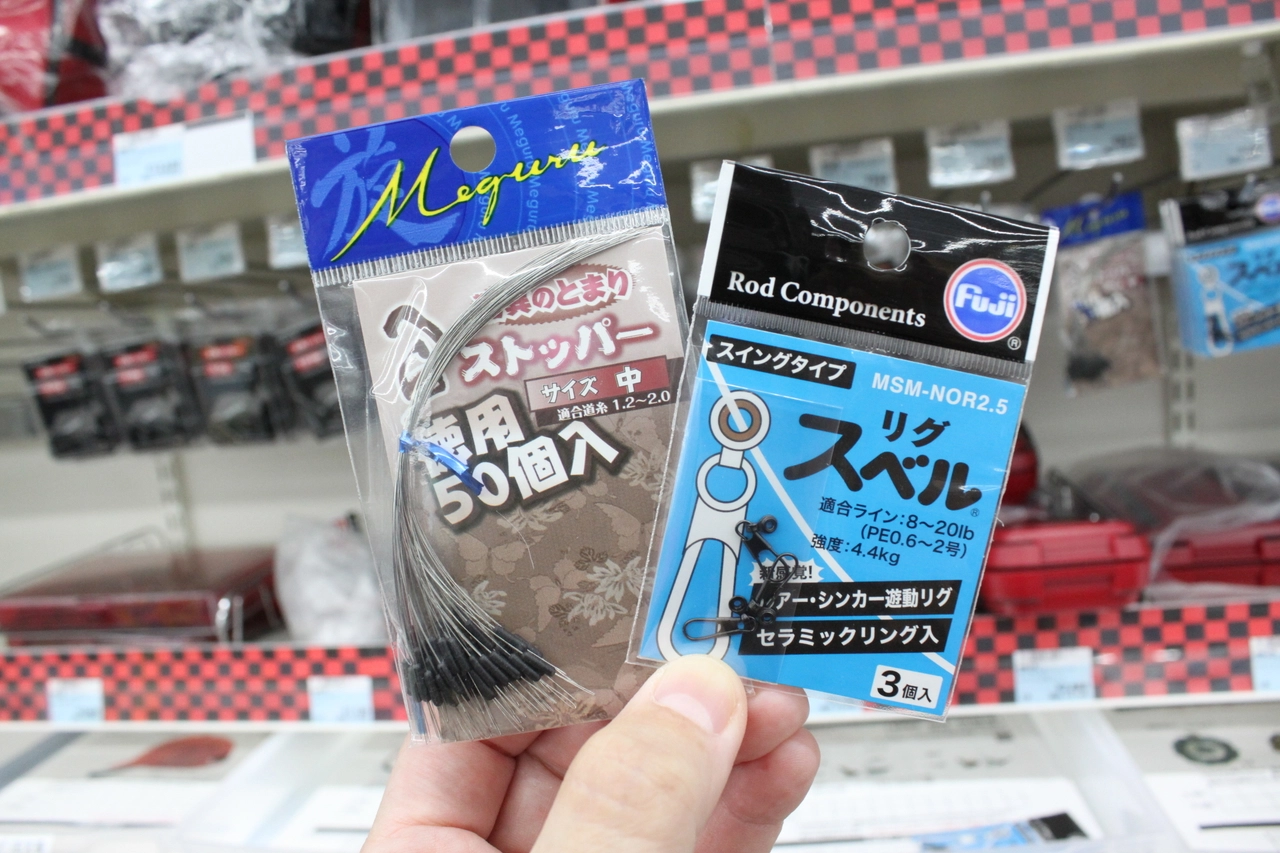 旅
Meguru
のとまり
ストッパー
サイズ 中
適合道糸 1.2~2.0
徳用
50個入
Rod Components
Fuji
®
スイングタイプ
MSM-NOR2.5
リグ
スベル®
適合ライン:8~20lb
(PE0.6~2号)
強度:4.4kg
新感覚!
アー・シンカー遊動リグ
セラミックリング入
3個入